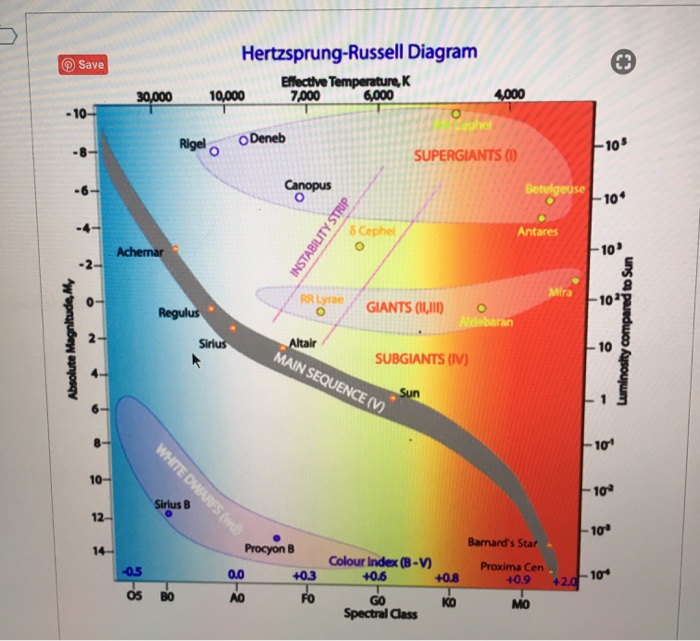 Save
Hertzsprung-Russell Diagram
Effective Temperature, K
30,000 10,000 7,000 6,000 4,000
-10
-8
-6
-4
-2
0
2
4
6
8
10
12
14
Absolute Magnitude, Mᵥ
Rigel
Deneb
Cephei
SUPERGIANTS (I)
Canopus
Betelgeuse
INSTABILITY STRIP
δ Cephei
Antares
Achernar
RR Lyrae
GIANTS (II,III)
Mira
Regulus
Aldebaran
Sirius
Altair
SUBGIANTS (IV)
MAIN SEQUENCE (V)
Sun
WHITE DWARFS (wd)
Sirius B
Procyon B
Barnard's Star
Proxima Cen
10⁵
10⁴
10³
10²
10
1
10⁻¹
10⁻²
10⁻³
10⁻⁴
Luminosity compared to Sun
Colour Index (B-V)
-0.5 0.0 +0.3 +0.6 +0.8 +0.9 +2.0
O5 B0 A0 F0 G0 K0 M0
Spectral Class